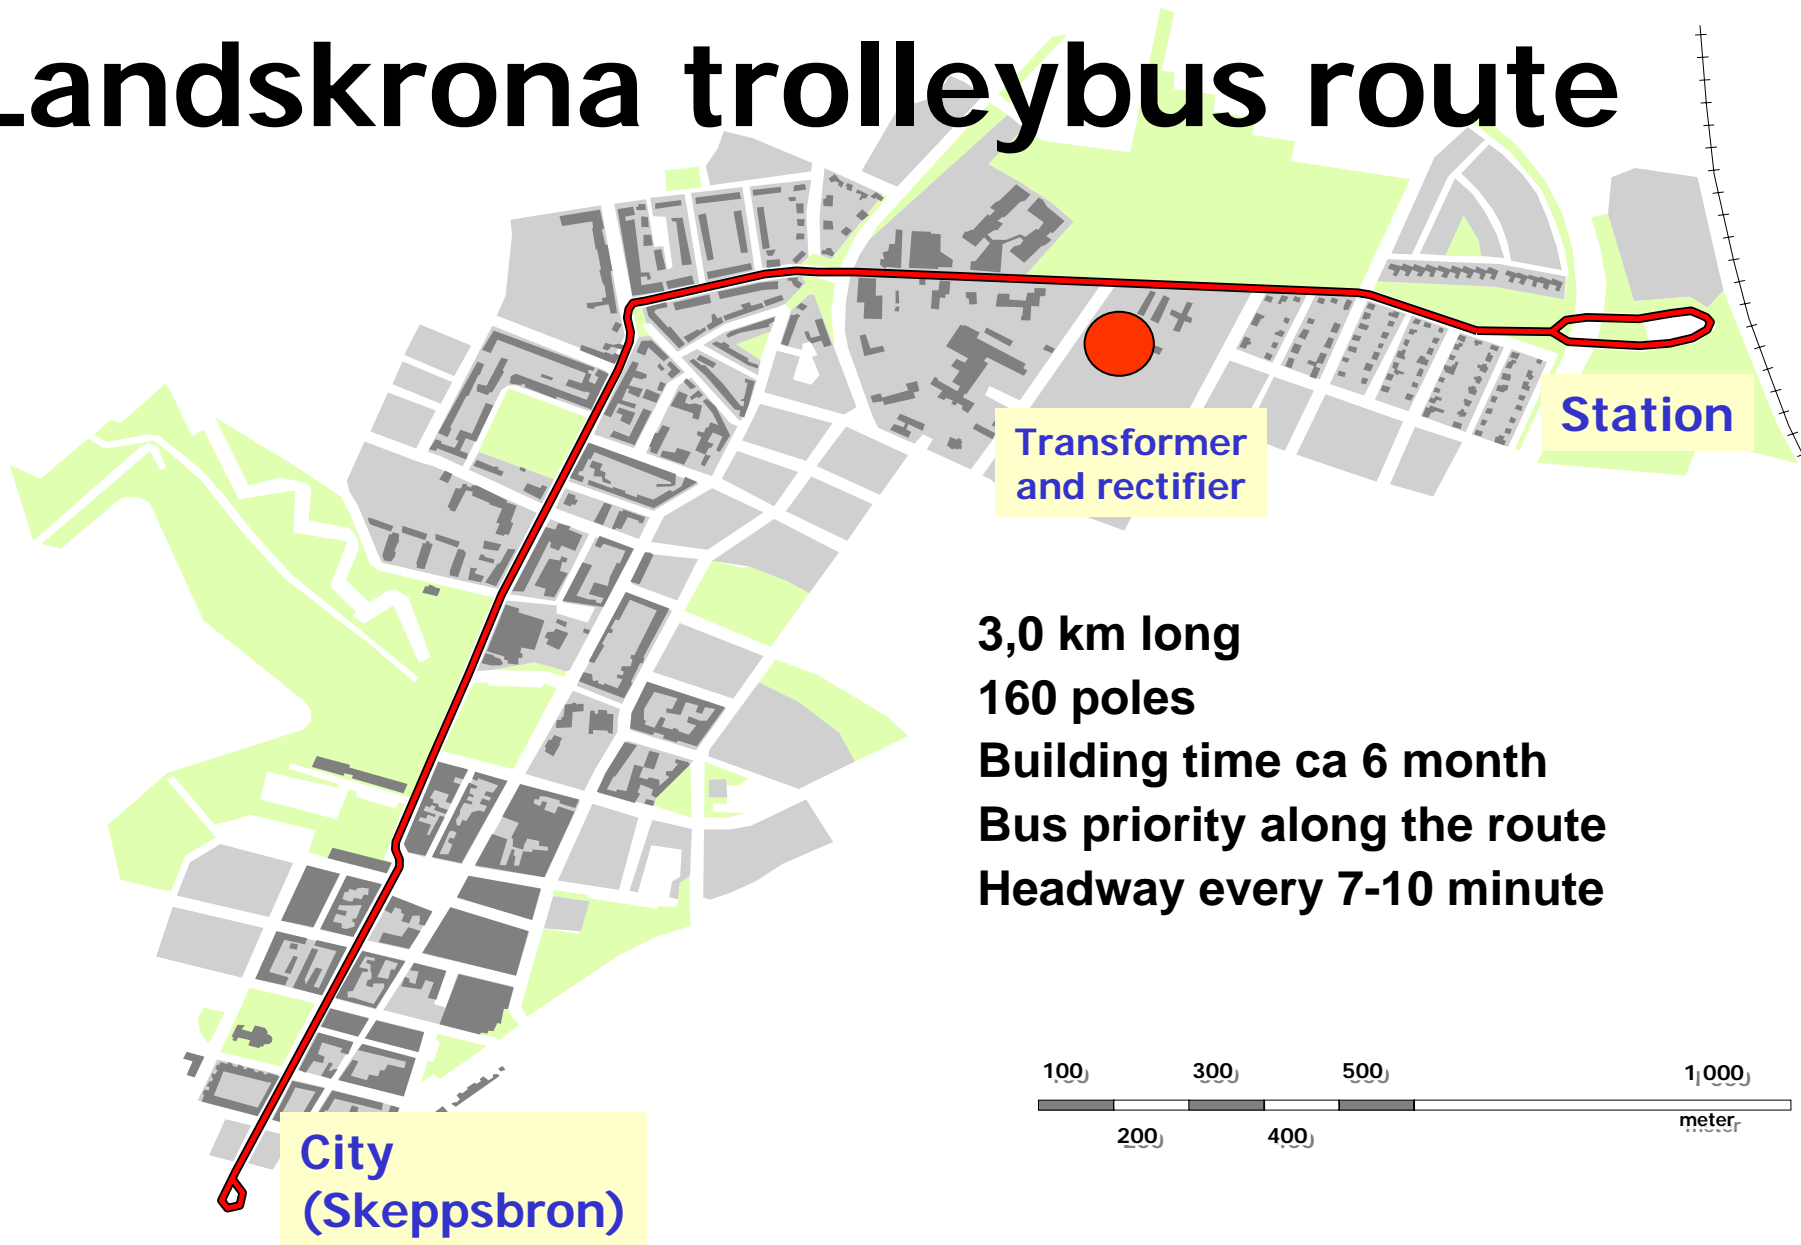 Landskrona trolleybus route
Station
Transformer
and rectifier
3,0 km long
160 poles
Building time ca 6 month
Bus priority along the route
Headway every 7-10 minute
100 300 500 1 000
meter
200 400
City
(Skeppsbron)